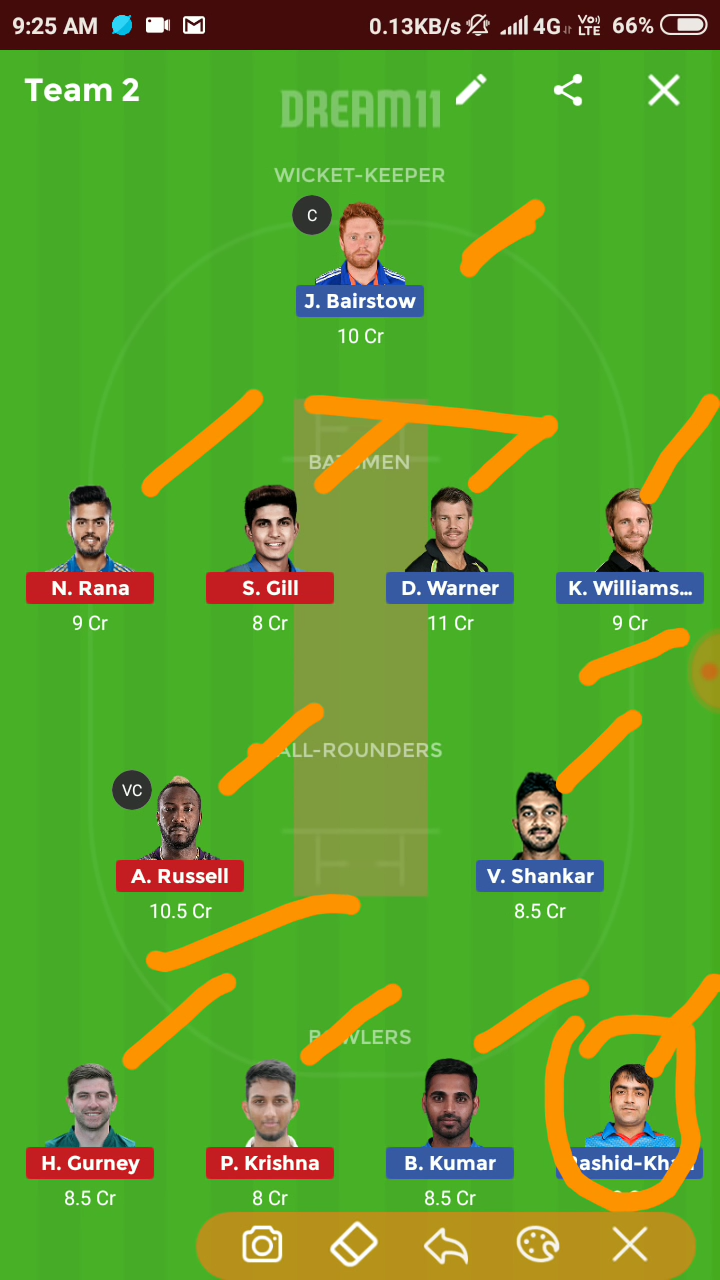 9:25 AM 0.13KB/s 4G Vo) LTE 66%
Team 2 DREAM11
WICKET-KEEPER
C
J. Bairstow
10 Cr
BATSMEN
N. Rana S. Gill D. Warner K. Williams...
9 Cr 8 Cr 11 Cr 9 Cr
ALL-ROUNDERS
VC
A. Russell V. Shankar
10.5 Cr 8.5 Cr
BOWLERS
H. Gurney P. Krishna B. Kumar Rashid-Kha
8.5 Cr 8 Cr 8.5 Cr